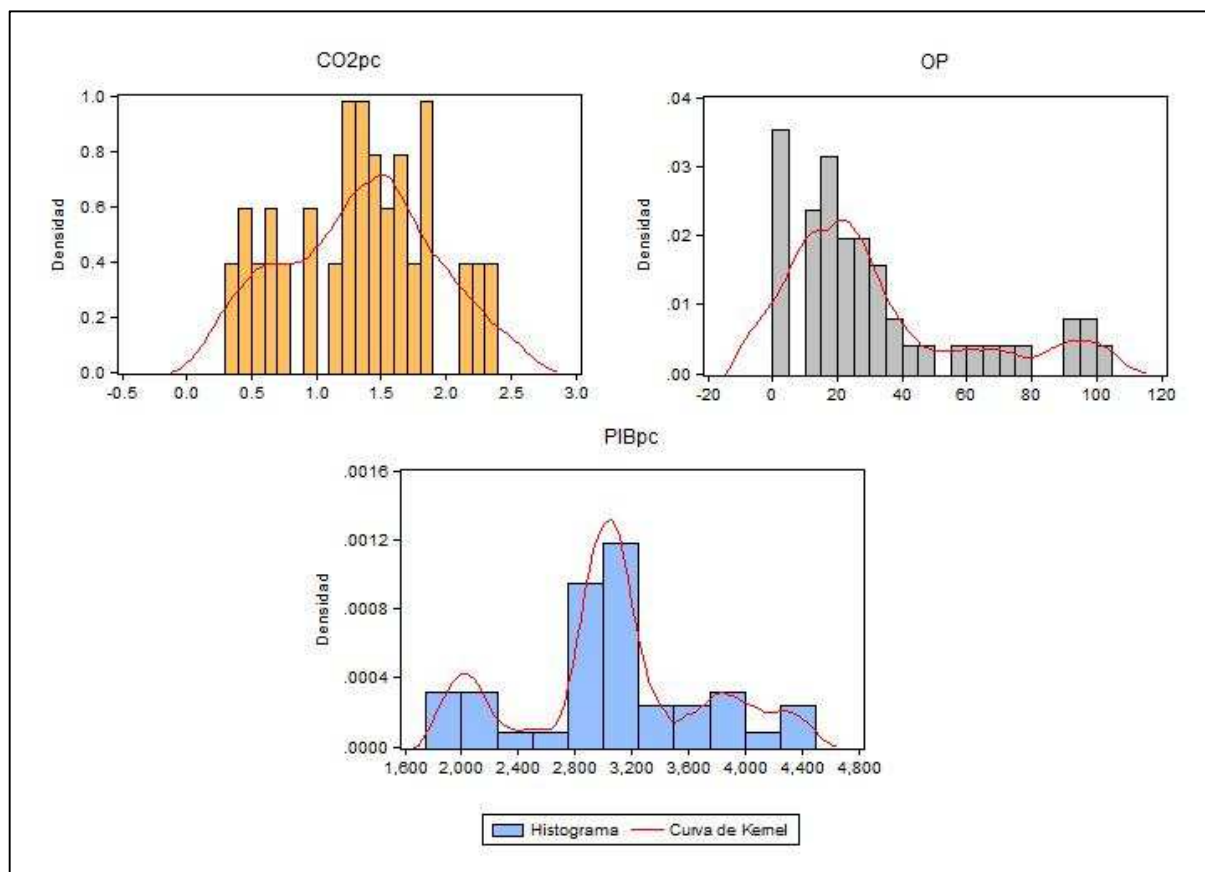 CO2pc
1.0
0.8
0.6
0.4
0.2
0.0
Densidad
-0.5 0.0 0.5 1.0 1.5 2.0 2.5 3.0
OP
.04
.03
.02
.01
.00
Densidad
-20 0 20 40 60 80 100 120
PIBpc
.0016
.0012
.0008
.0004
.0000
Densidad
1,600 2,000 2,400 2,800 3,200 3,600 4,000 4,400 4,800
Histograma Curva de Kernel